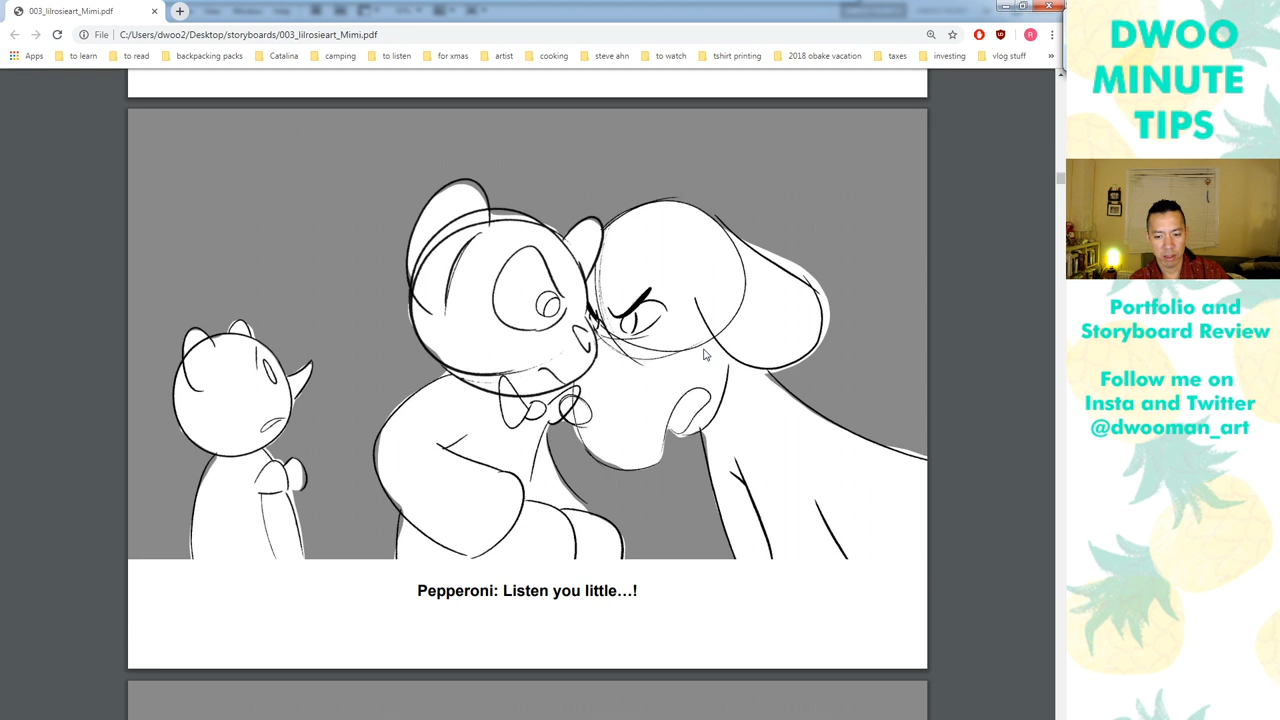 003_lilrosieart_Mimi.pdf
File C:/Users/dwoo2/Desktop/storyboards/003_lilrosieart_Mimi.pdf
R
Apps to learn to read backpacking packs Catalina camping to listen for xmas artist cooking steve ahn to watch tshirt printing 2018 obake vacation taxes investing vlog stuff »
Pepperoni: Listen you little…!
DWOO
MINUTE
TIPS
Portfolio and
Storyboard Review
Follow me on
Insta and Twitter
@dwooman_art